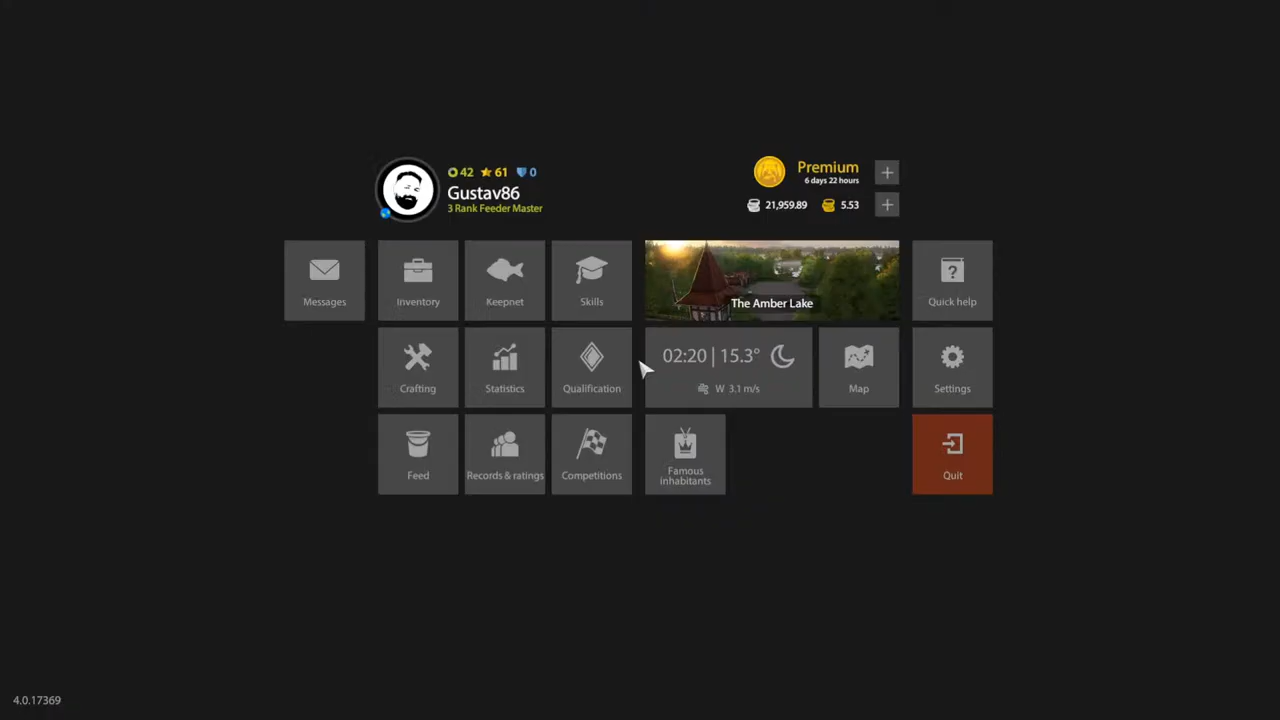 42 61 0
Gustav86
3 Rank Feeder Master
Premium
6 days 22 hours
21,959.89 5.53
Messages
Inventory
Keepnet
Skills
The Amber Lake
Quick help
Crafting
Statistics
Qualification
02:20 | 15.3°
W 3.1 m/s
Map
Settings
Feed
Records & ratings
Competitions
Famous
inhabitants
Quit
4.0.17369